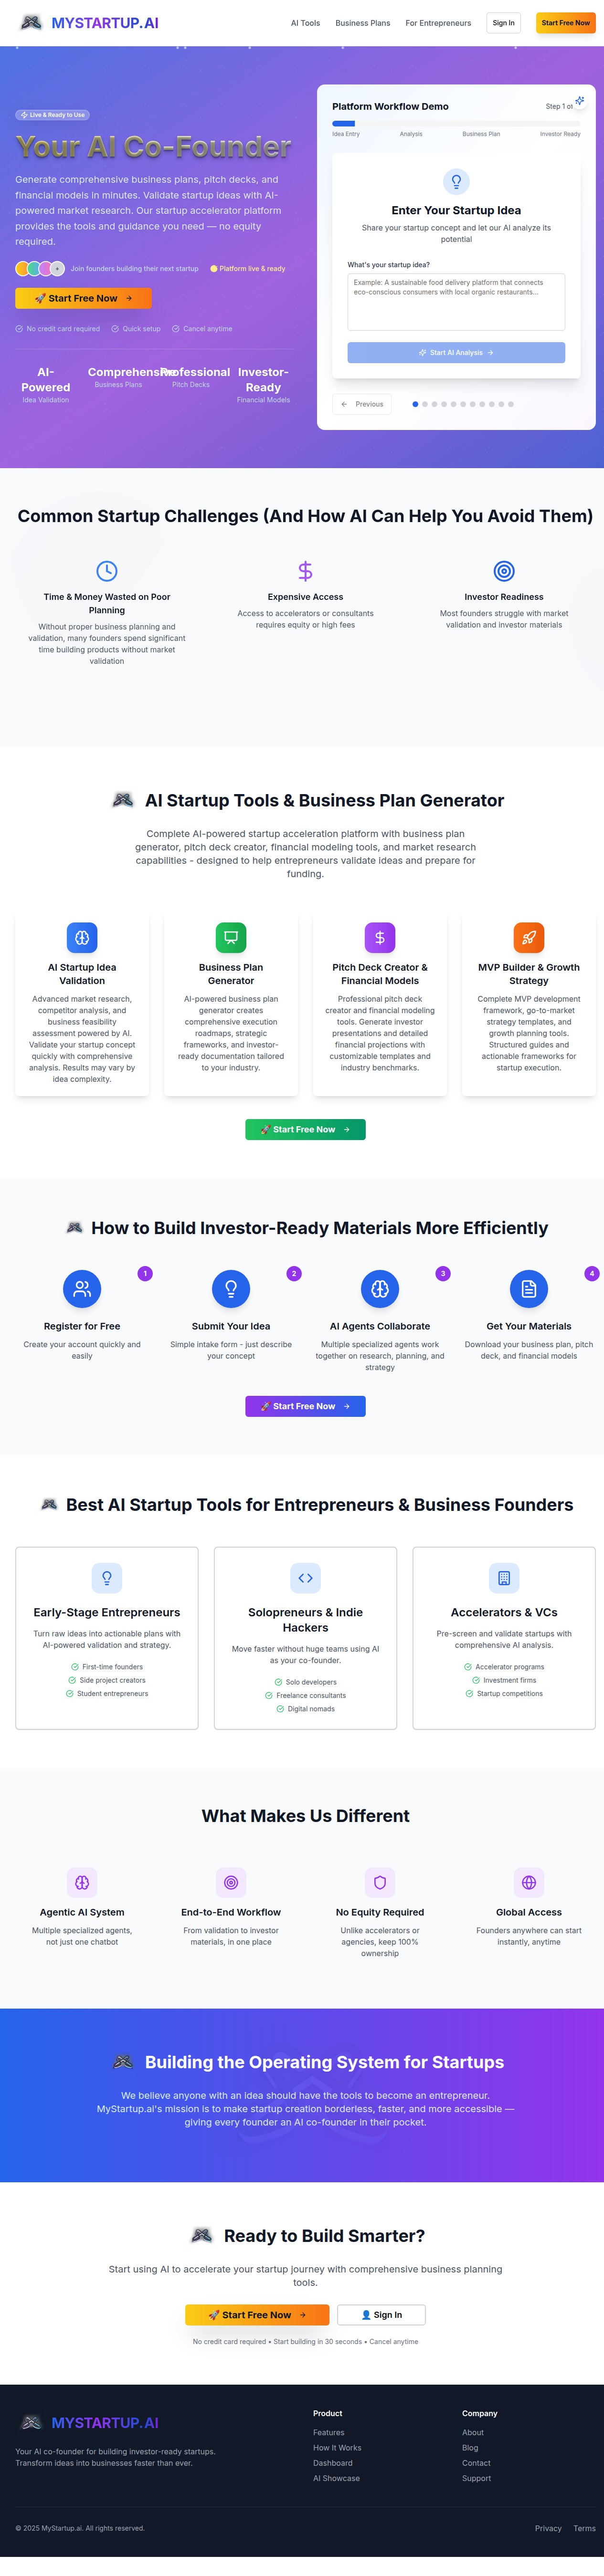 MYSTARTUP.AI
AI Tools
Business Plans
For Entrepreneurs
Sign In
Start Free Now
Live & Ready to Use
Your AI Co-Founder
Generate comprehensive business plans, pitch decks, and
financial models in minutes. Validate startup ideas with AI-
powered market research. Our startup accelerator platform
provides the tools and guidance you need — no equity
required.
Join founders building their next startup
Platform live & ready
🚀 Start Free Now
No credit card required
Quick setup
Cancel anytime
AI-
Powered
Idea Validation
Comprehensive
Business Plans
Professional
Pitch Decks
Investor-
Ready
Financial Models
Platform Workflow Demo
Step 1 of
Idea Entry
Analysis
Business Plan
Investor Ready
Enter Your Startup Idea
Share your startup concept and let our AI analyze its
potential
What's your startup idea?
Example: A sustainable food delivery platform that connects
eco-conscious consumers with local organic restaurants...
Start AI Analysis
Previous
Common Startup Challenges (And How AI Can Help You Avoid Them)
Time & Money Wasted on Poor
Planning
Without proper business planning and
validation, many founders spend significant
time building products without market
validation
Expensive Access
Access to accelerators or consultants
requires equity or high fees
Investor Readiness
Most founders struggle with market
validation and investor materials
AI Startup Tools & Business Plan Generator
Complete AI-powered startup acceleration platform with business plan
generator, pitch deck creator, financial modeling tools, and market research
capabilities - designed to help entrepreneurs validate ideas and prepare for
funding.
AI Startup Idea
Validation
Advanced market research,
competitor analysis, and
business feasibility
assessment powered by AI.
Validate your startup concept
quickly with comprehensive
analysis. Results may vary by
idea complexity.
Business Plan
Generator
AI-powered business plan
generator creates
comprehensive execution
roadmaps, strategic
frameworks, and investor-
ready documentation tailored
to your industry.
Pitch Deck Creator &
Financial Models
Professional pitch deck
creator and financial modeling
tools. Generate investor
presentations and detailed
financial projections with
customizable templates and
industry benchmarks.
MVP Builder & Growth
Strategy
Complete MVP development
framework, go-to-market
strategy templates, and
growth planning tools.
Structured guides and
actionable frameworks for
startup execution.
🚀 Start Free Now
How to Build Investor-Ready Materials More Efficiently
1
Register for Free
Create your account quickly and
easily
2
Submit Your Idea
Simple intake form - just describe
your concept
3
AI Agents Collaborate
Multiple specialized agents work
together on research, planning, and
strategy
4
Get Your Materials
Download your business plan, pitch
deck, and financial models
🚀 Start Free Now
Best AI Startup Tools for Entrepreneurs & Business Founders
Early-Stage Entrepreneurs
Turn raw ideas into actionable plans with
AI-powered validation and strategy.
First-time founders
Side project creators
Student entrepreneurs
Solopreneurs & Indie
Hackers
Move faster without huge teams using AI
as your co-founder.
Solo developers
Freelance consultants
Digital nomads
Accelerators & VCs
Pre-screen and validate startups with
comprehensive AI analysis.
Accelerator programs
Investment firms
Startup competitions
What Makes Us Different
Agentic AI System
Multiple specialized agents,
not just one chatbot
End-to-End Workflow
From validation to investor
materials, in one place
No Equity Required
Unlike accelerators or
agencies, keep 100%
ownership
Global Access
Founders anywhere can start
instantly, anytime
Building the Operating System for Startups
We believe anyone with an idea should have the tools to become an entrepreneur.
MyStartup.ai's mission is to make startup creation borderless, faster, and more accessible —
giving every founder an AI co-founder in their pocket.
Ready to Build Smarter?
Start using AI to accelerate your startup journey with comprehensive business planning
tools.
🚀 Start Free Now
👤 Sign In
No credit card required • Start building in 30 seconds • Cancel anytime
MYSTARTUP.AI
Your AI co-founder for building investor-ready startups.
Transform ideas into businesses faster than ever.
Product
Features
How It Works
Dashboard
AI Showcase
Company
About
Blog
Contact
Support
© 2025 MyStartup.ai. All rights reserved.
Privacy
Terms